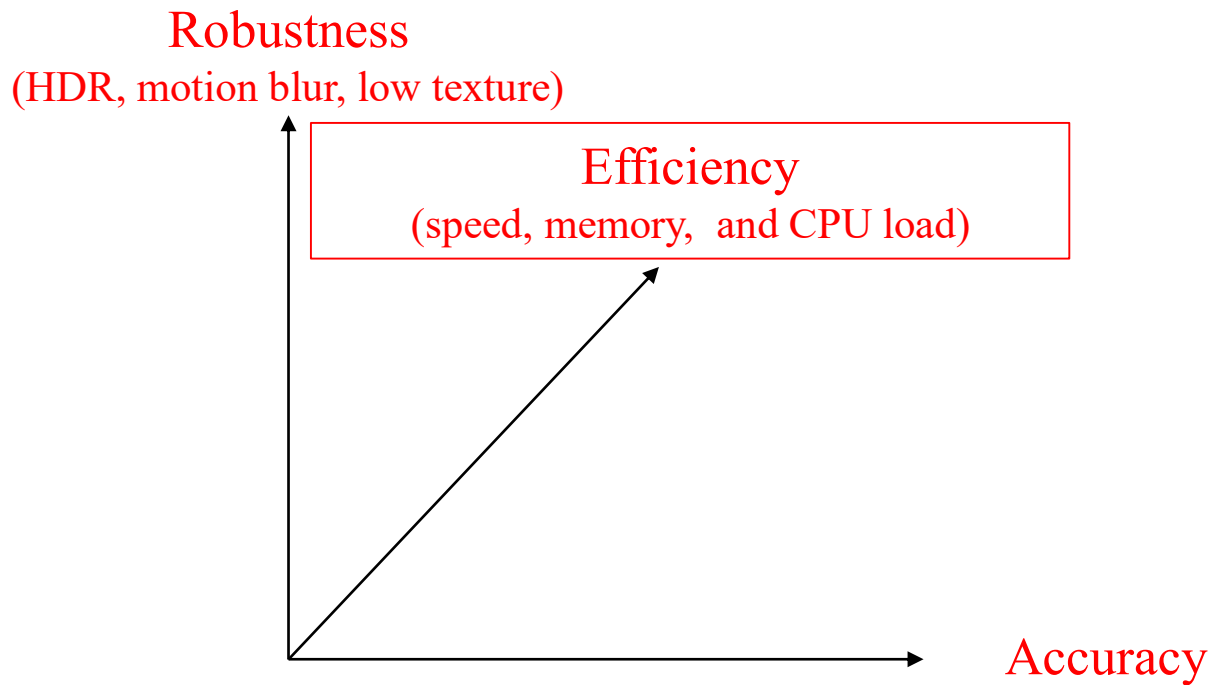 Robustness
(HDR, motion blur, low texture)
Efficiency
(speed, memory,  and CPU load)
Accuracy